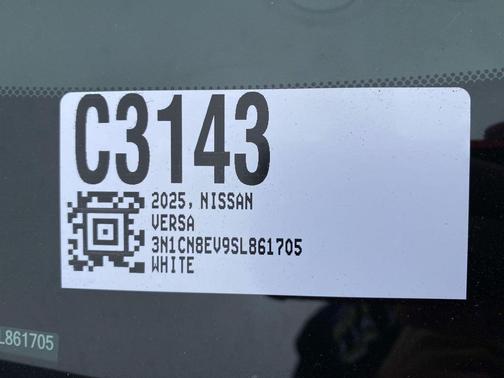 C3143
2025, NISSAN
VERSA
3N1CN8EV9SL861705
WHITE
L861705